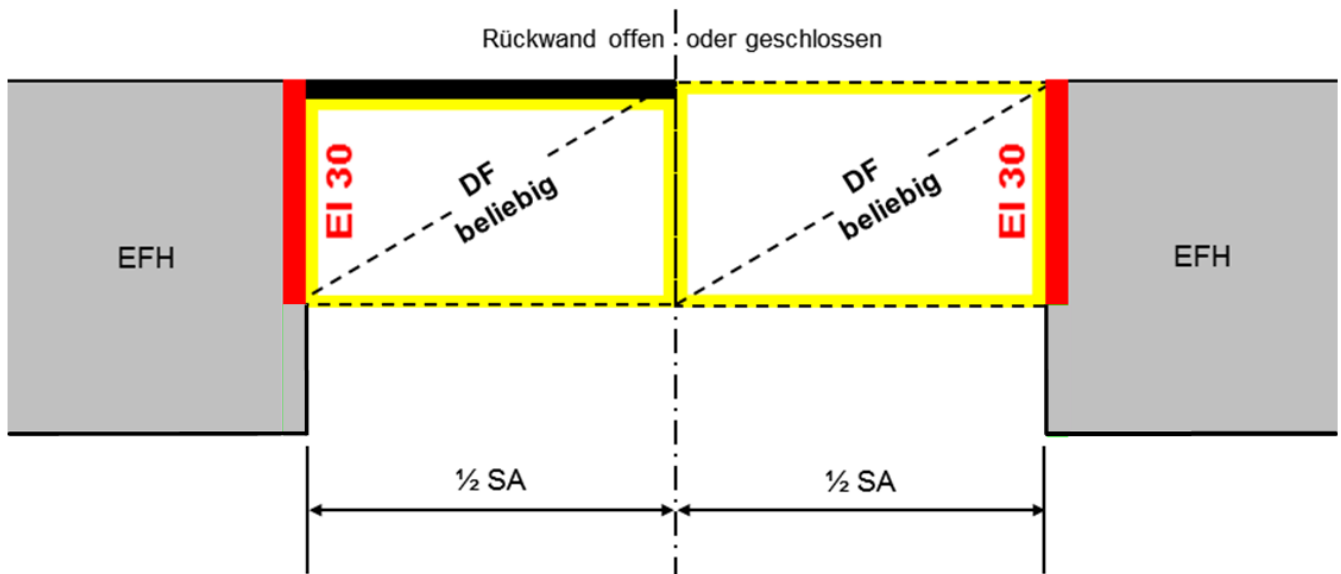 Rückwand offen oder geschlossen
EI 30
DF
beliebig
DF
beliebig
EI 30
EFH
EFH
½ SA
½ SA